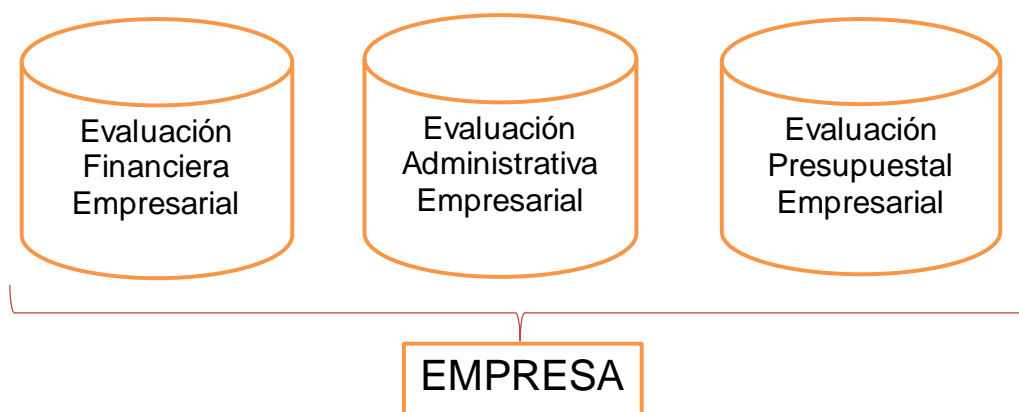 Evaluación
Financiera
Empresarial
Evaluación
Administrativa
Empresarial
Evaluación
Presupuestal
Empresarial
EMPRESA